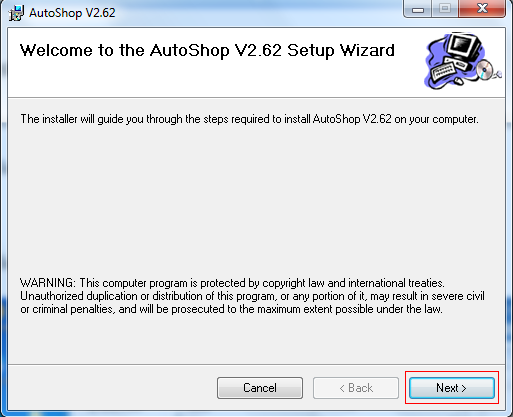 AutoShop V2.62
Welcome to the AutoShop V2.62 Setup Wizard
The installer will guide you through the steps required to install AutoShop V2.62 on your computer.
WARNING: This computer program is protected by copyright law and international treaties.
Unauthorized duplication or distribution of this program, or any portion of it, may result in severe civil
or criminal penalties, and will be prosecuted to the maximum extent possible under the law.
Cancel
< Back
Next >